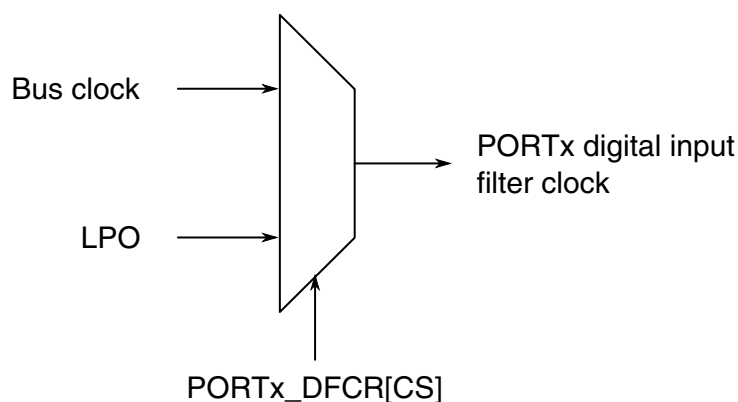 Bus clock
PORTx digital input
filter clock
LPO
PORTx_DFCR[CS]